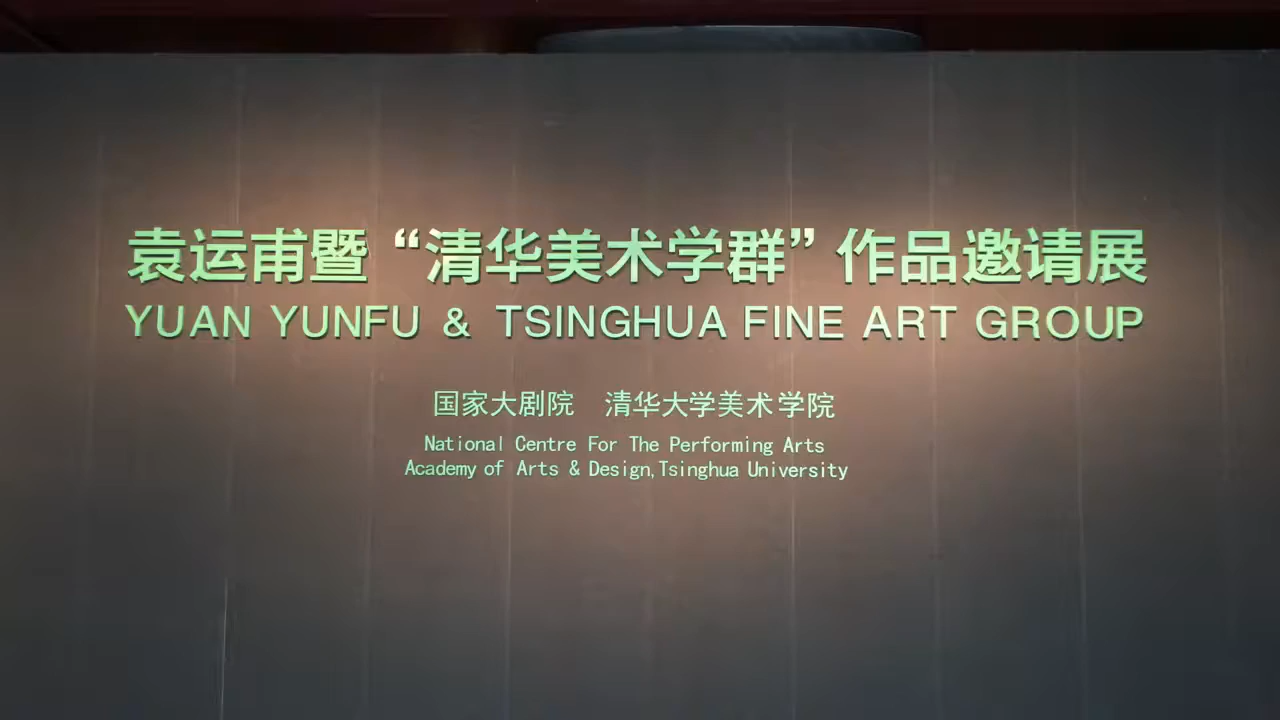 袁运甫暨“清华美术学群”作品邀请展
YUAN YUNFU & TSINGHUA FINE ART GROUP
国家大剧院 清华大学美术学院
National Centre For The Performing Arts
Academy of Arts & Design,Tsinghua University